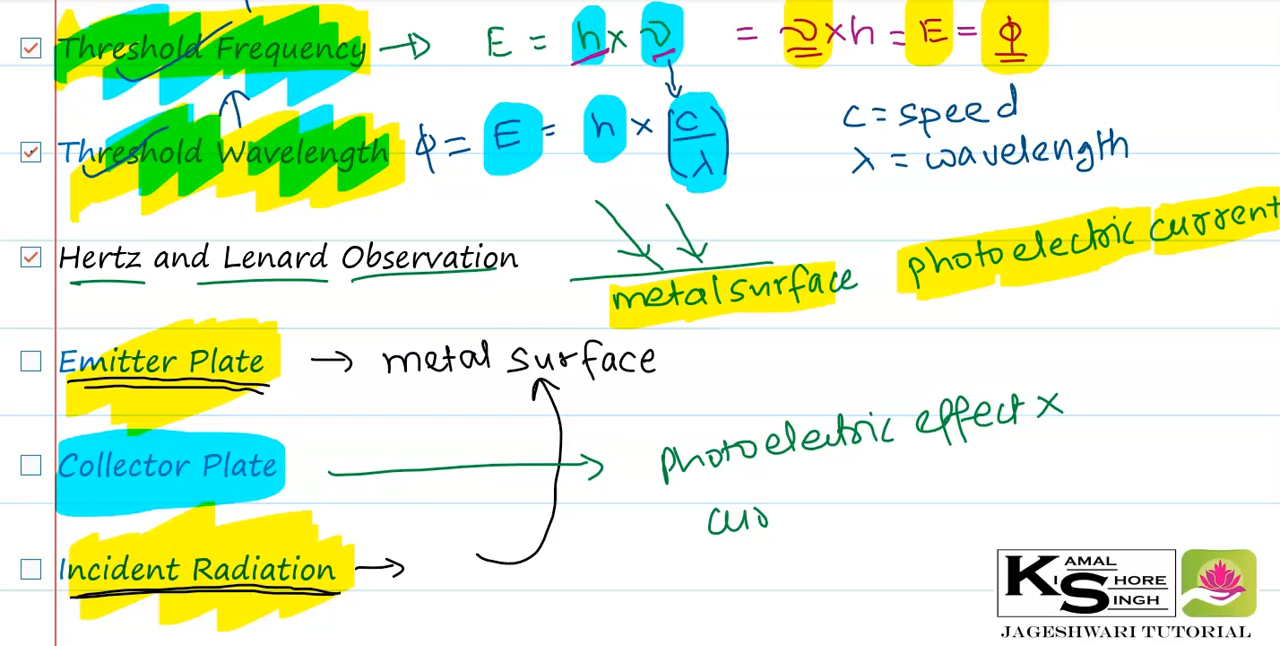 Threshold Frequency → E = h × ν = ν × h = E = ϕ
Threshold Wavelength ϕ = E = h × (c/λ)
c = speed
λ = wavelength
Hertz and Lenard Observation
metal surface
photoelectric current
Emitter Plate → metal surface
Collector Plate → photoelectric effect ×
Incident Radiation →
KAMAL
KISHORE
SINGH
JAGESHWARI TUTORIAL